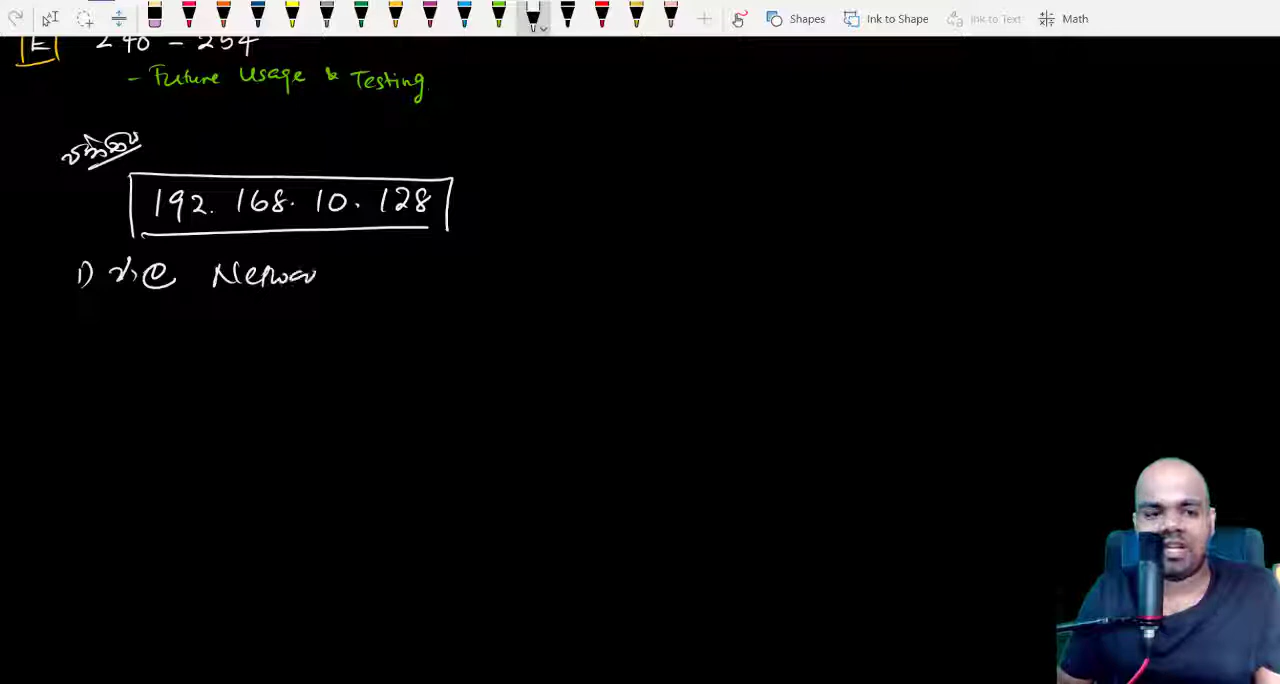 Shapes Ink to Shape Ink to Text Math
E 240 - 254
- Future Usage & Testing
192. 168. 10. 128
1)